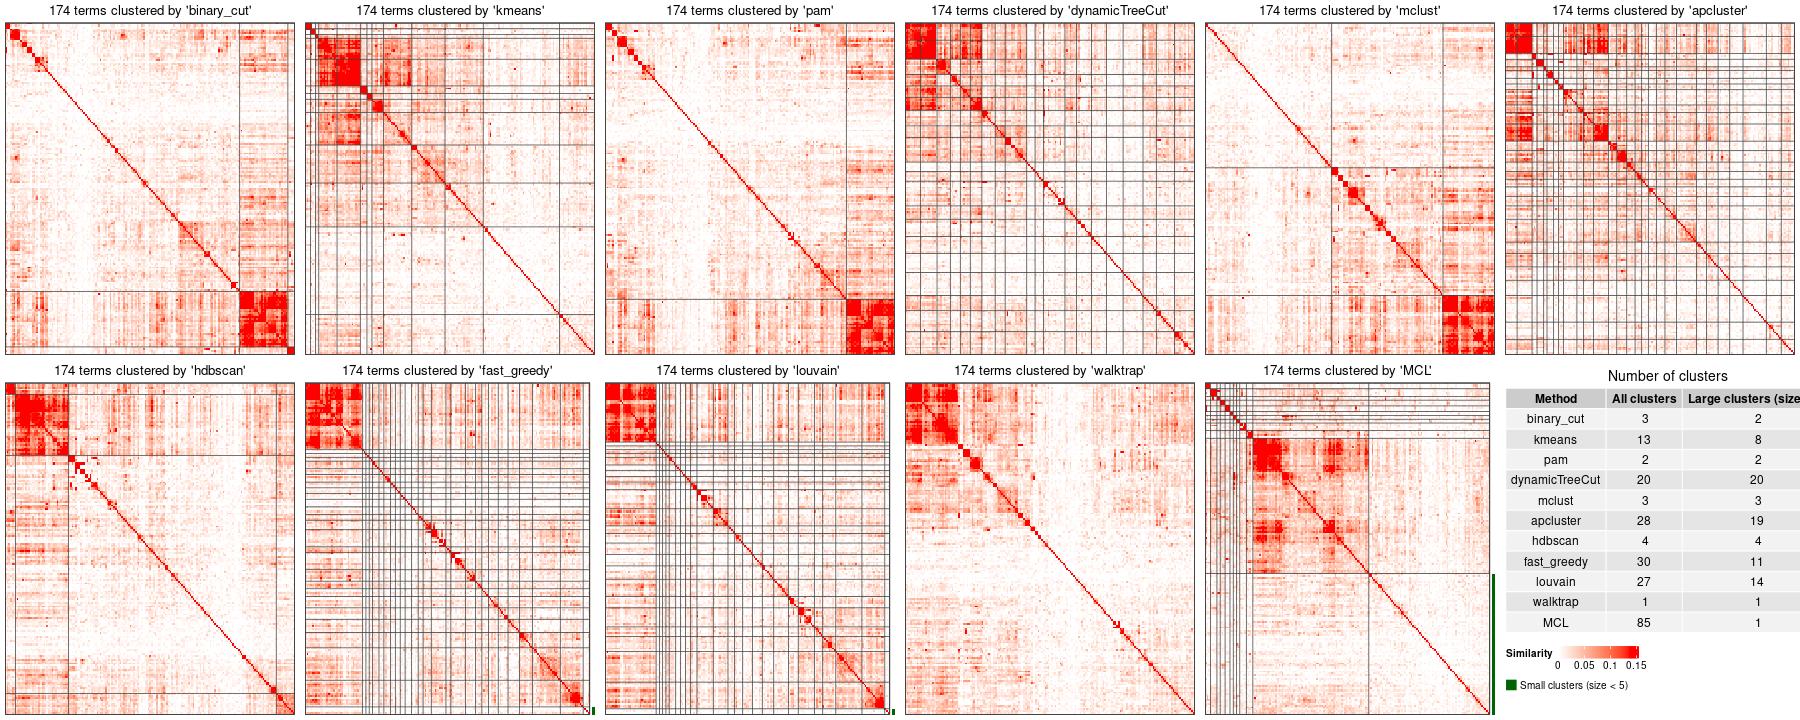 174 terms clustered by 'binary_cut'
174 terms clustered by 'kmeans'
174 terms clustered by 'pam'
174 terms clustered by 'dynamicTreeCut'
174 terms clustered by 'mclust'
174 terms clustered by 'apcluster'
174 terms clustered by 'hdbscan'
174 terms clustered by 'fast_greedy'
174 terms clustered by 'louvain'
174 terms clustered by 'walktrap'
174 terms clustered by 'MCL'
Number of clusters
Method All clusters Large clusters (size
binary_cut 3 2
kmeans 13 8
pam 2 2
dynamicTreeCut 20 20
mclust 3 3
apcluster 28 19
hdbscan 4 4
fast_greedy 30 11
louvain 27 14
walktrap 1 1
MCL 85 1
Similarity
0 0.05 0.1 0.15
Small clusters (size < 5)